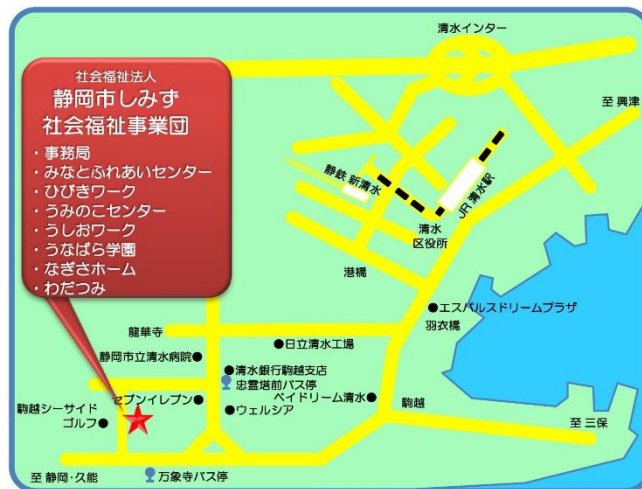 社会福祉法人
静岡市しみず
社会福祉事業団
・事務局
・みなとふれあいセンター
・ひびきワーク
・うみのこセンター
・うしおワーク
・うなばら学園
・なぎさホーム
・わだつみ
清水インター
至 興津
静鉄 新清水
JR 清水駅
清水
区役所
港橋
エスパルスドリームプラザ
羽衣橋
龍華寺
日立清水工場
静岡市立清水病院
清水銀行駒越支店
忠霊塔前バス停
セブンイレブン
ベイドリーム清水
ウェルシア
駒越
駒越シーサイド
ゴルフ
至 三保
至 静岡・久能
万象寺バス停